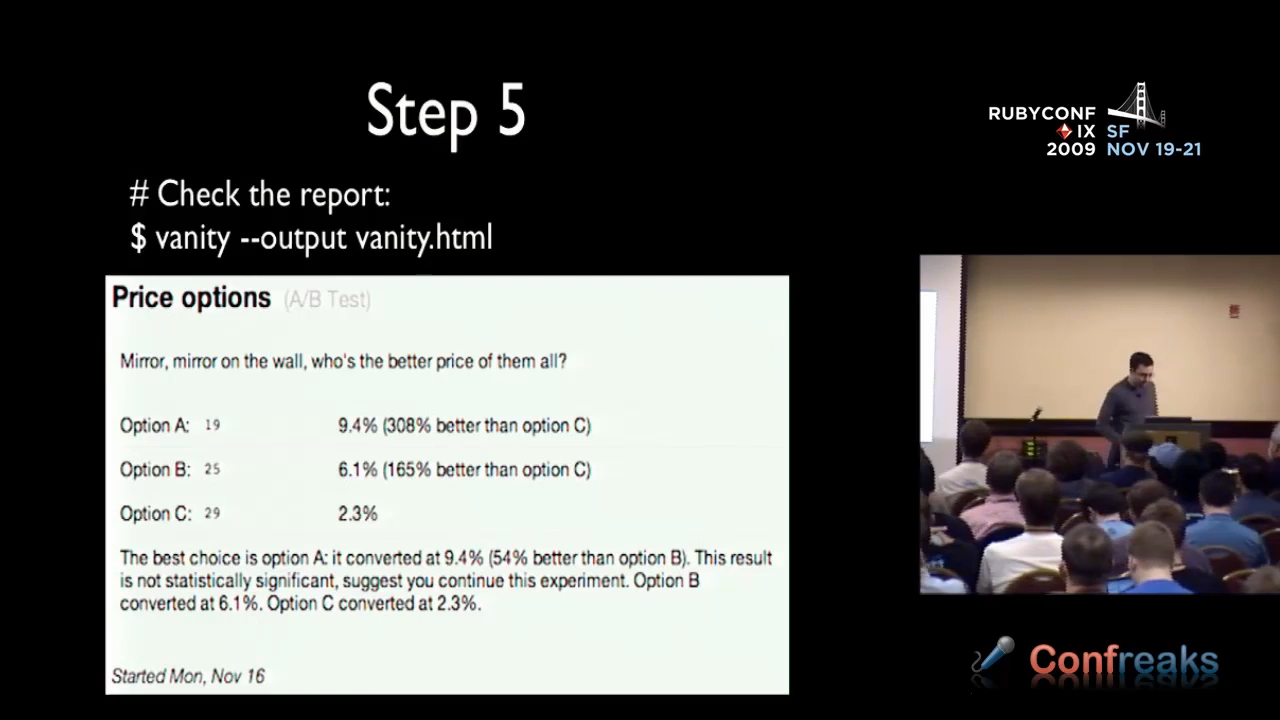 Step 5
# Check the report:
$ vanity --output vanity.html
Price options (A/B Test)
Mirror, mirror on the wall, who's the better price of them all?
Option A: 19 9.4% (308% better than option C)
Option B: 25 6.1% (165% better than option C)
Option C: 29 2.3%
The best choice is option A: it converted at 9.4% (54% better than option B). This result
is not statistically significant, suggest you continue this experiment. Option B
converted at 6.1%. Option C converted at 2.3%.
Started Mon, Nov 16
RUBYCONF
IX SF
2009 NOV 19-21
Confreaks